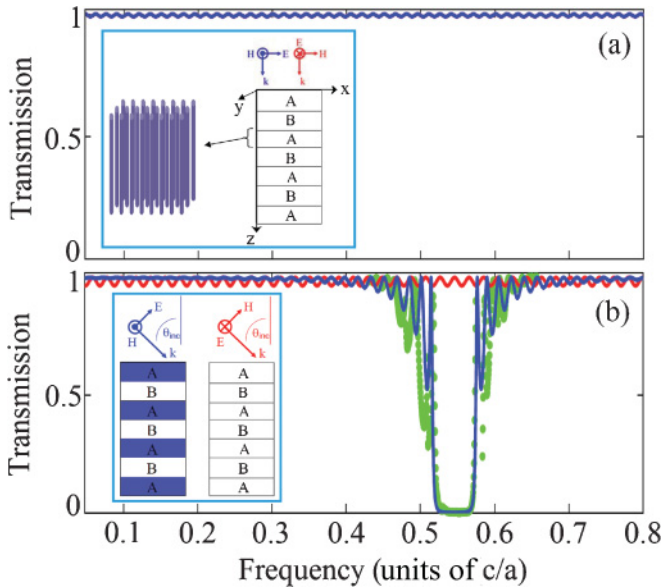 1
(a)
Transmission
0.5
0
H E
k
E
H
k
x
y
z
A
B
A
B
A
B
A
1
(b)
Transmission
0.5
0
E
H
θinc
k
H
E
θinc
k
A A
B B
A A
B B
A A
B B
A A
0.1 0.2 0.3 0.4 0.5 0.6 0.7 0.8
Frequency (units of c/a)